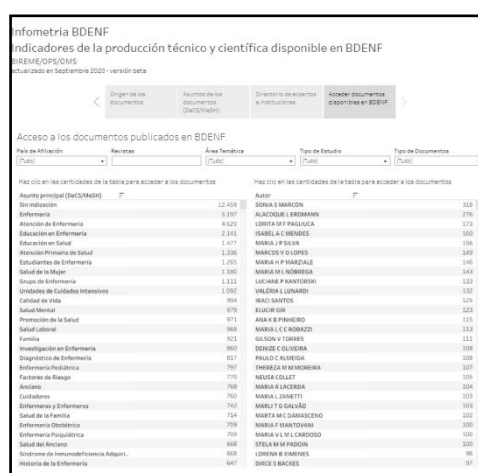 Infometria BDENF
Indicadores de la producción técnico y científica disponible en BDENF
BIREME/OPS/OMS
actualizado en Septiembre 2020 - versión beta
Origen de los documentos
Asuntos de los documentos (DeCS/MeSH)
Directorio de expertos e instituciones
Acceder documentos disponibles en BDENF
Acceso a los documentos publicados en BDENF
País de Afiliación Revistas Área Temática Tipo de Estudio Tipo de Documentos
(Tudo) (Tudo) (Tudo) (Tudo)
Haz clic en las cantidades de la tabla para acceder a los documentos
Asunto principal (DeCS/MeSH)
Sin indización 12.459
Enfermería 5.197
Atención de Enfermería 4.629
Educación en Enfermería 2.141
Educación en Salud 1.477
Atención Primaria de Salud 1.336
Estudiantes de Enfermería 1.265
Salud de la Mujer 1.180
Grupo de Enfermería 1.111
Unidades de Cuidados Intensivos 1.092
Calidad de Vida 994
Salud Mental 979
Promoción de la Salud 971
Salud Laboral 968
Familia 921
Investigación en Enfermería 860
Diagnóstico de Enfermería 817
Enfermería Pediátrica 797
Factores de Riesgo 770
Anciano 768
Cuidadores 760
Enfermeras y Enfermeros 742
Salud de la Familia 714
Enfermería Obstétrica 709
Enfermería Psiquiátrica 709
Salud del Anciano 668
Síndrome de Inmunodeficiencia Adquiri.. 668
Historia de la Enfermería 647
Haz clic en las cantidades de la tabla para acceder a los documentos
Autor
SONIA S MARCON 318
ALACOQUE L ERDMANN 276
LORITA M F PAGLIUCA 173
ISABEL A C MENDES 160
MARIA J P SILVA 156
MARCOS V O LOPES 149
MARIA H P MARZIALE 146
MARIA M L NÓBREGA 143
LUCIANE P KANTORSKI 133
VALÉRIA L LUNARDI 132
IRACI SANTOS 125
ELUCIR GIR 123
ANA K B PINHEIRO 115
MARIA L C C ROBAZZI 113
GILSON V TORRES 111
DENIZE C OLIVEIRA 108
PAULO C ALMEIDA 108
THEREZA M M MOREIRA 107
NEUSA COLLET 105
MARIA R LACERDA 104
MARIA L ZANETTI 103
MARLI T G GALVÃO 103
MARTA M C DAMASCENO 102
MARIA F MANTOVANI 100
MARIA V L M L CARDOSO 100
STELA M M PADOIN 100
LORENA B XIMENES 98
DIRCE S BACKES 97